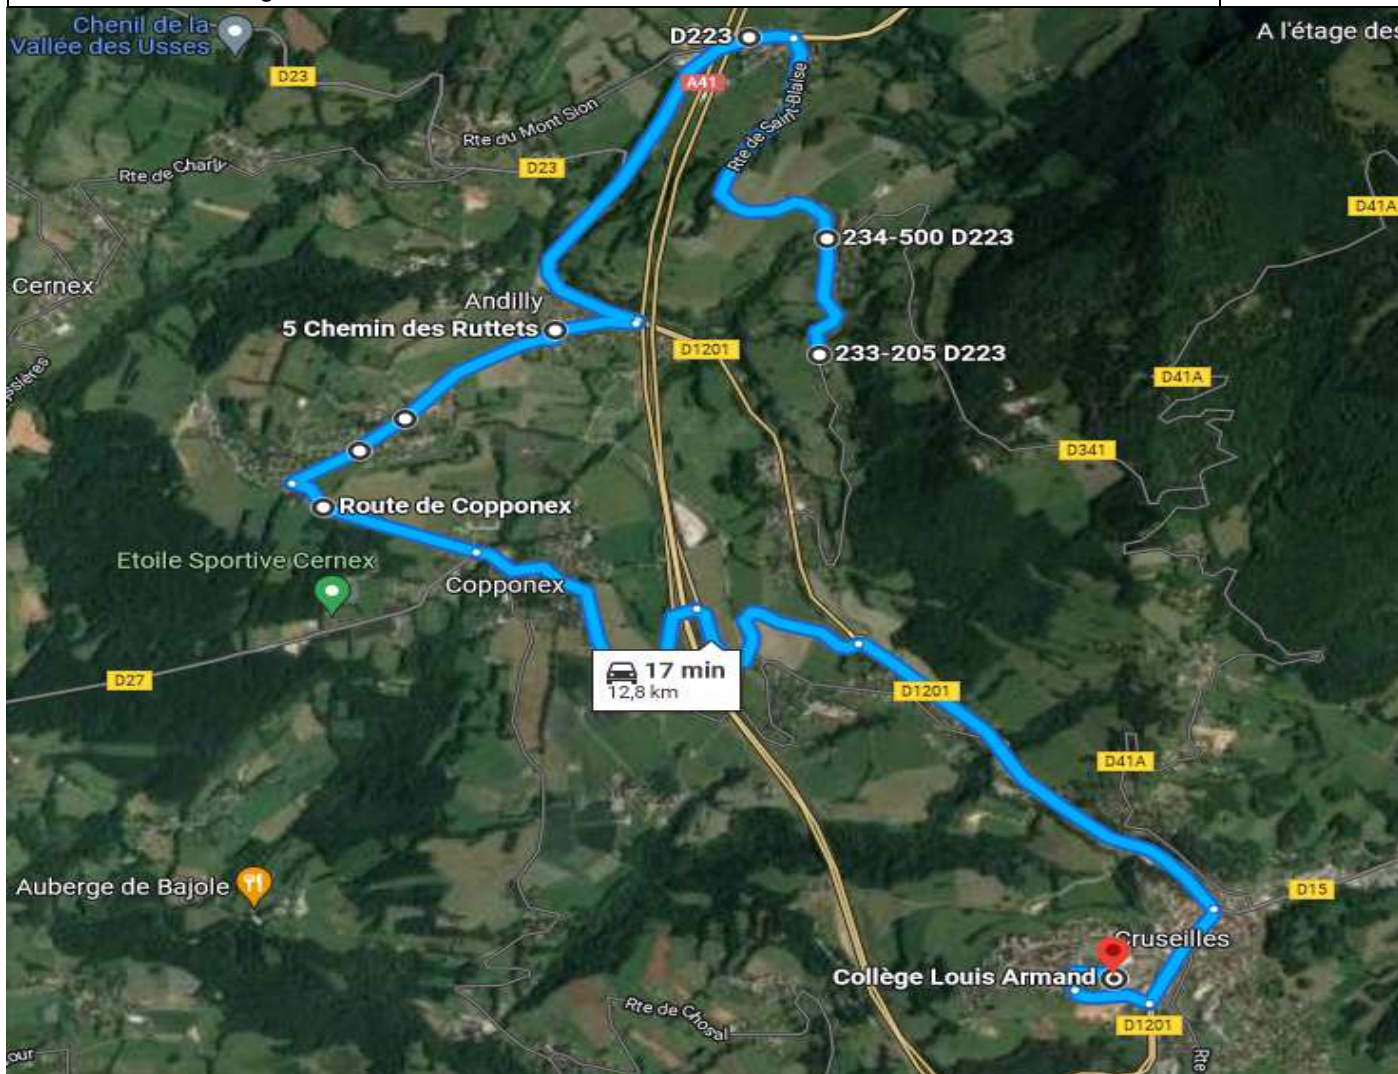 Chenil de la
Vallée des Usses
D223
A l'étage des
D23
A41
Rte du Mont Sion
Rte de Saint-Blaise
Rte de Charly
D23
D41A
234-500 D223
Cernex
Andilly
5 Chemin des Ruttets
D1201
233-205 D223
D41A
D341
Route de Copponex
Etoile Sportive Cernex
Copponex
17 min
12,8 km
D27
D1201
D41A
Auberge de Bajole
D15
Cruseilles
Collège Louis Armand
Rte de Chosal
D1201
Rte